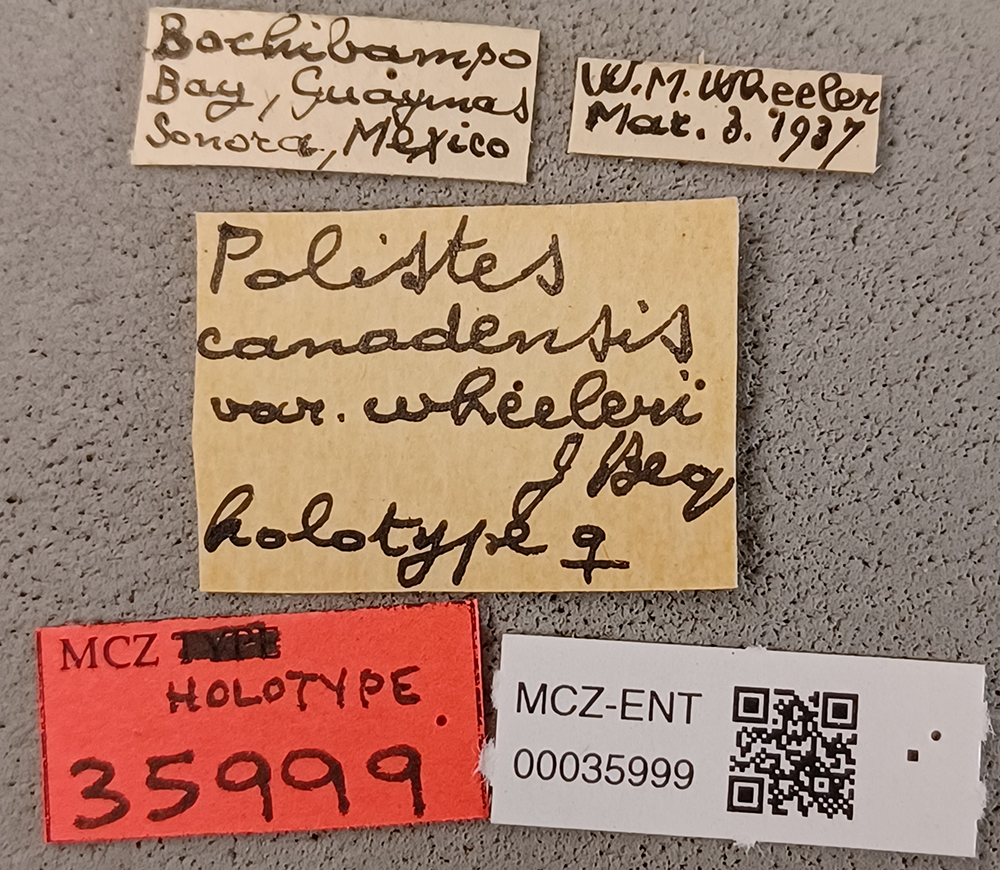 Bochibampo
Bay, Guaymas
Sonora, Mexico
W. M. Wheeler
Mar. 3. 1937
Polistes
canadensis
var. wheeleri
J Beq.
holotype ♀
MCZ TYPE
HOLOTYPE
35999
MCZ-ENT
00035999